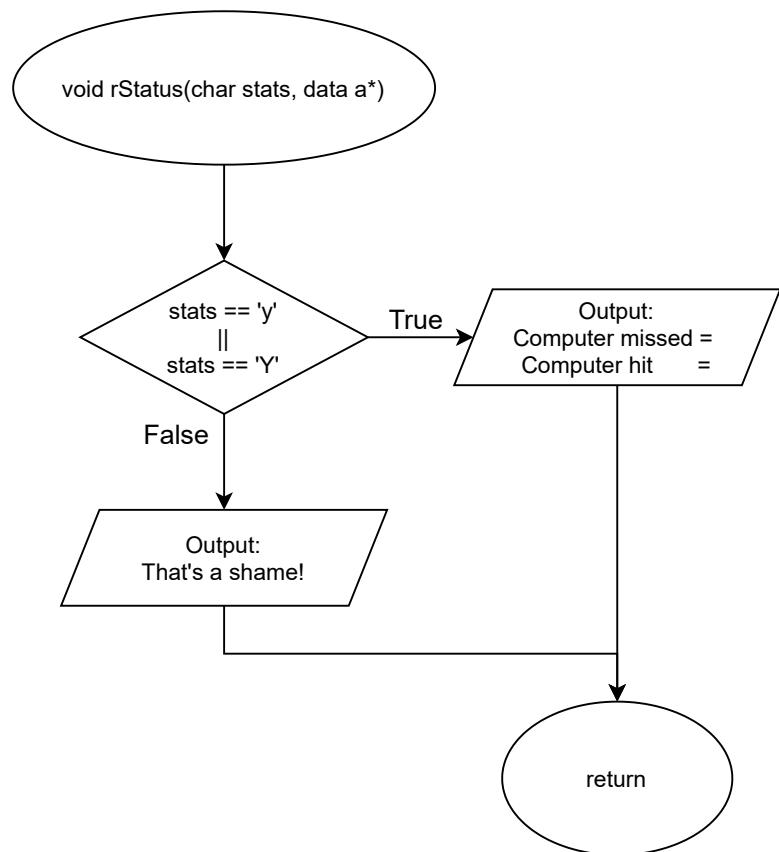 void rStatus(char stats, data a*)
stats == 'y'
||
stats == 'Y'
True
Output:
Computer missed =
Computer hit       =
False
Output:
That's a shame!
return